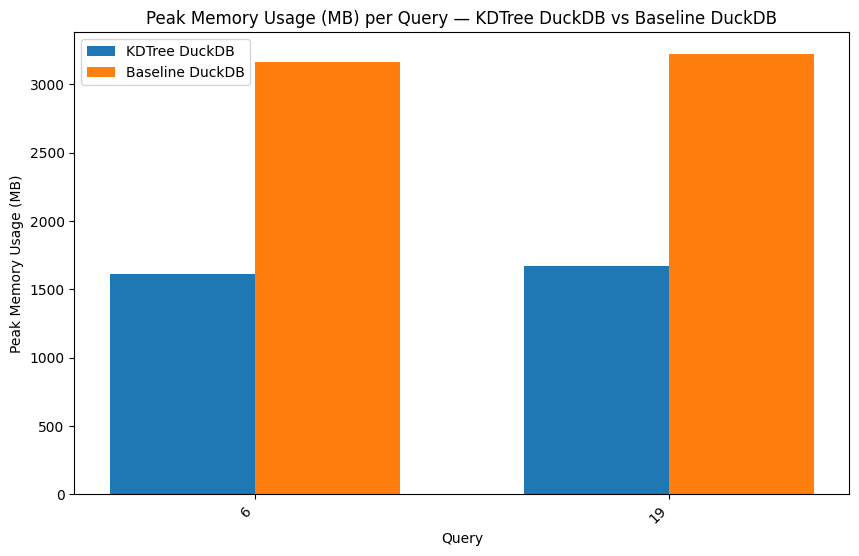 Peak Memory Usage (MB) per Query — KDTree DuckDB vs Baseline DuckDB
KDTree DuckDB
Baseline DuckDB
Peak Memory Usage (MB)
3000
2500
2000
1500
1000
500
0
6
19
Query